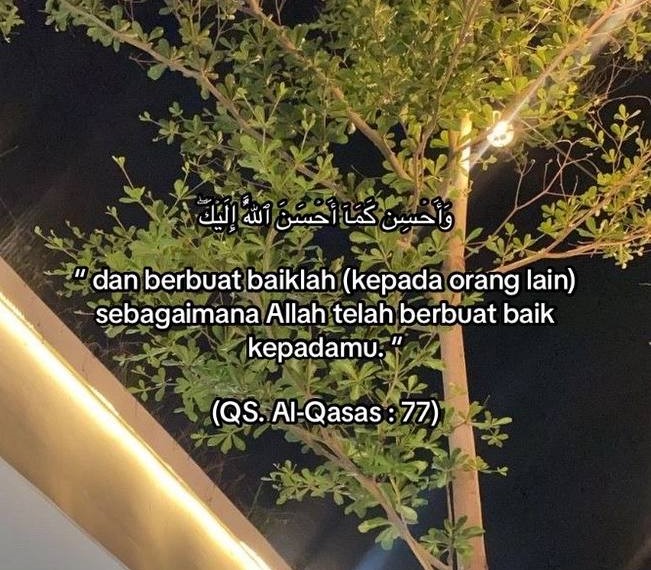 وَأَحْسِن كَمَآ أَحْسَنَ ٱللَّهُ إِلَيْكَ ۖ
“ dan berbuat baiklah (kepada orang lain)
sebagaimana Allah telah berbuat baik
kepadamu. “
(QS. Al-Qasas : 77)